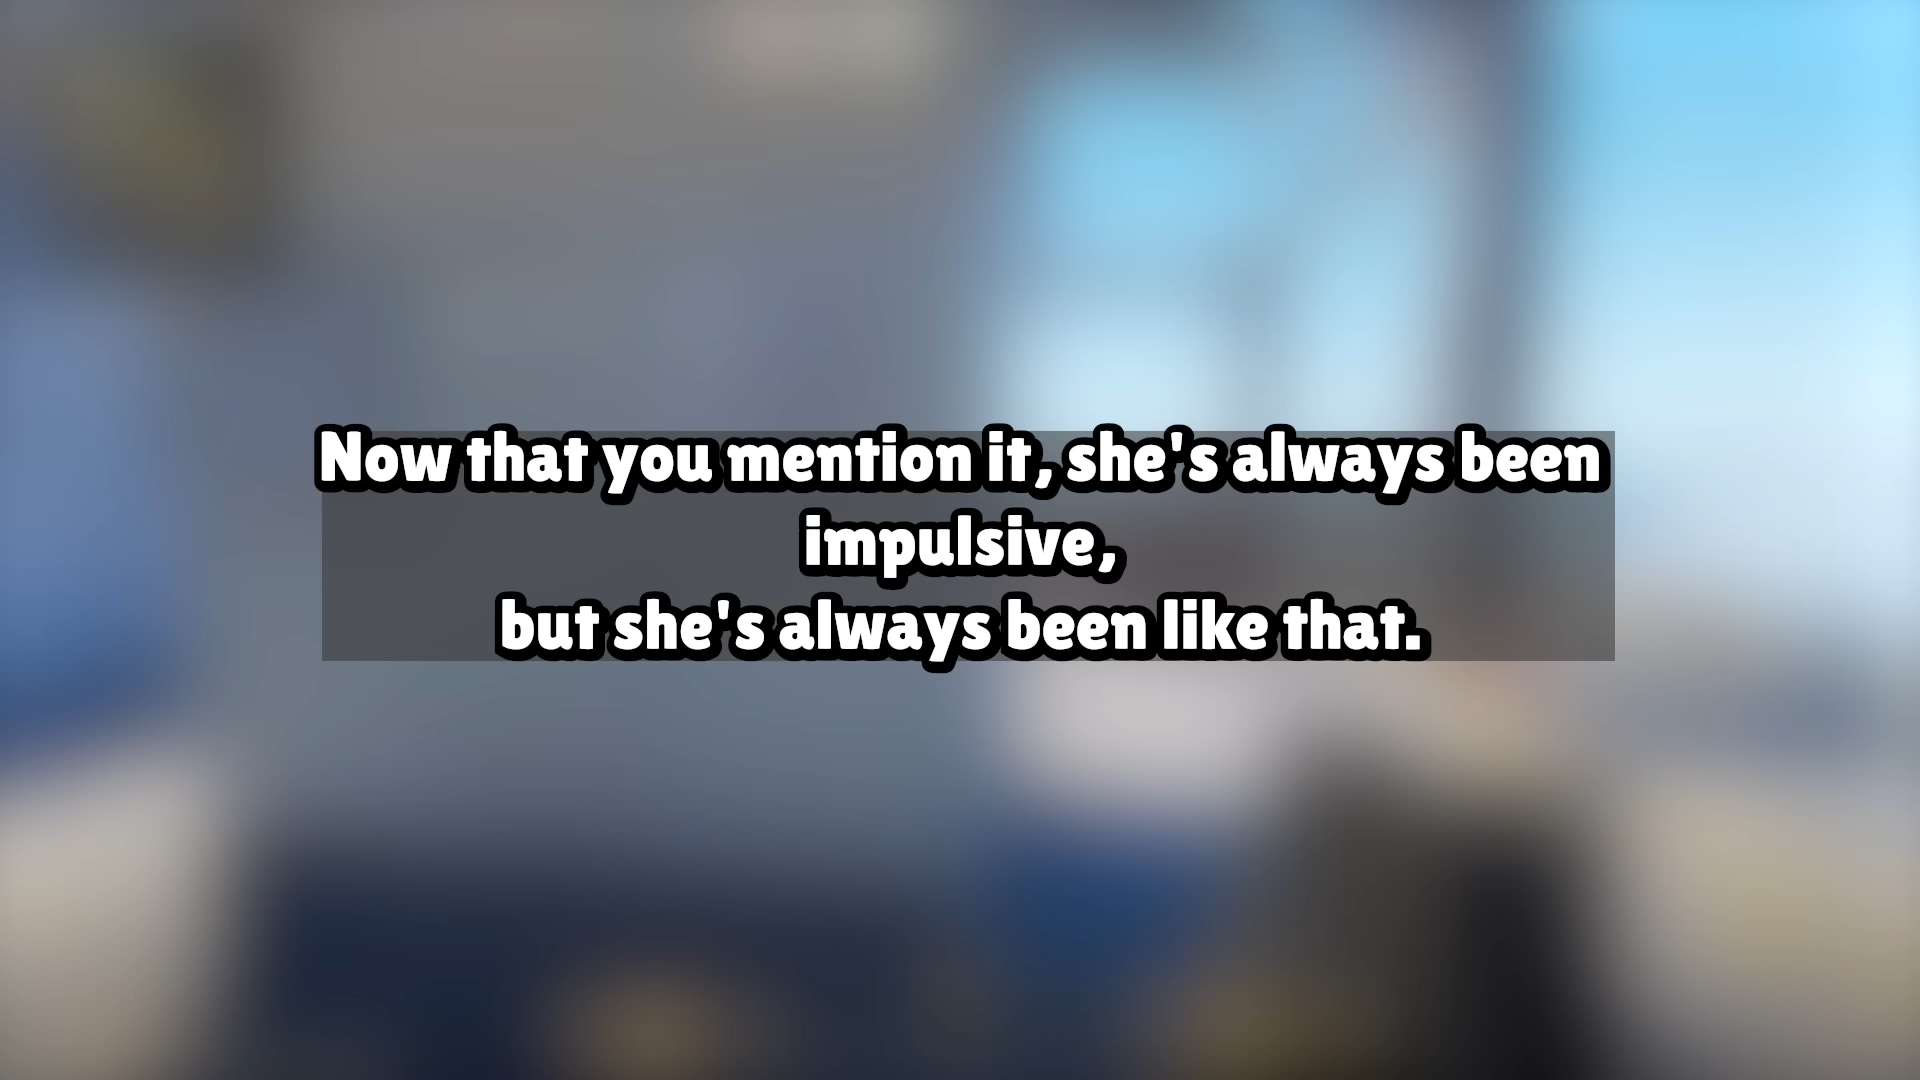 Now that you mention it, she's always been
impulsive,
but she's always been like that.